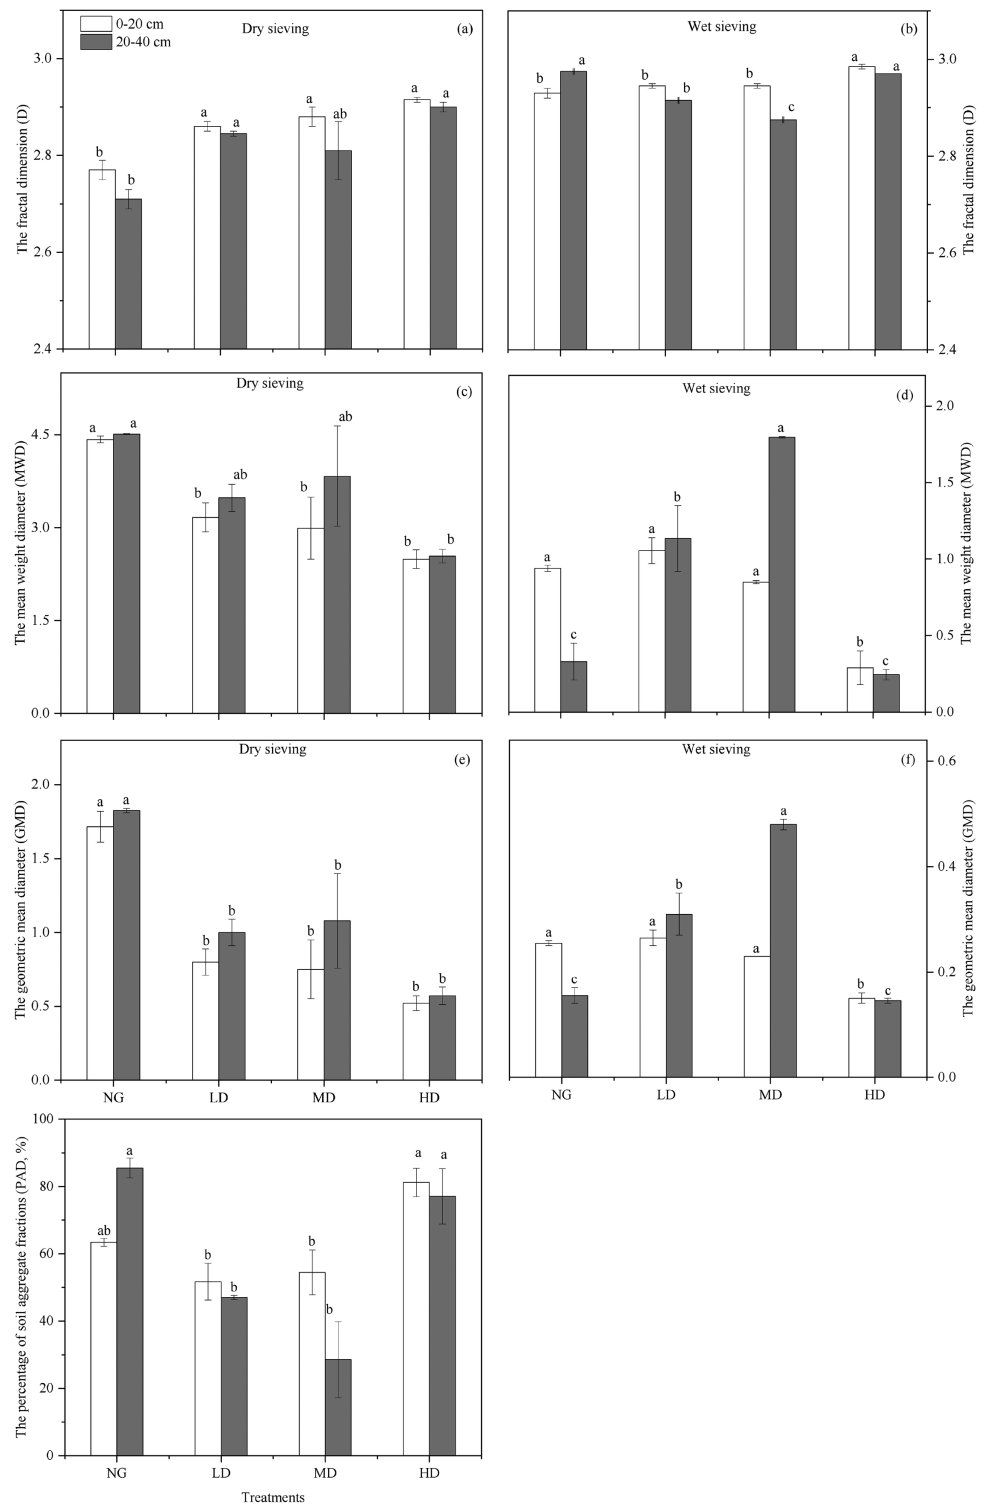 0-20 cm
20-40 cm
Dry sieving
(a)
The fractal dimension (D)
3.0
2.8
2.6
2.4
b
b
a
a
a
ab
a
a
Wet sieving
(b)
b
a
b
b
b
c
a
a
3.0
2.8
2.6
2.4
The fractal dimension (D)
Dry sieving
(c)
The mean weight diameter (MWD)
4.5
3.0
1.5
0.0
a
a
b
ab
b
ab
b
b
Wet sieving
(d)
a
c
a
b
a
a
b
c
2.0
1.5
1.0
0.5
0.0
The mean weight diameter (MWD)
Dry sieving
(e)
The geometric mean diameter (GMD)
2.0
1.5
1.0
0.5
0.0
a
a
b
b
b
b
b
b
NG
LD
MD
HD
Wet sieving
(f)
a
c
a
b
a
a
b
c
0.6
0.4
0.2
0.0
The geometric mean diameter (GMD)
NG
LD
MD
HD
The percentage of soil aggregate fractions (PAD, %)
100
80
60
40
20
0
ab
a
b
b
b
b
a
a
NG
LD
MD
HD
Treatments